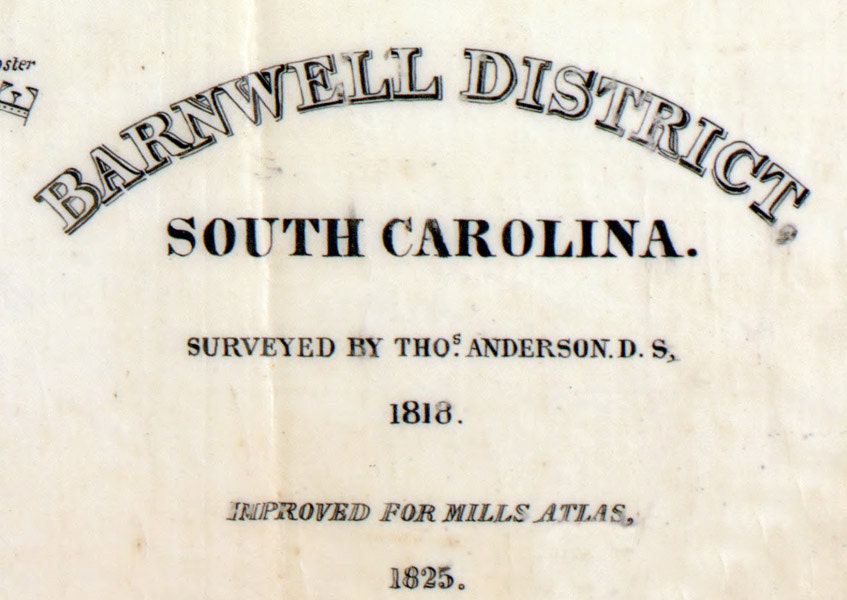 BARNWELL DISTRICT,
SOUTH CAROLINA.
SURVEYED BY THOS. ANDERSON. D. S,
1818.
IMPROVED FOR MILLS ATLAS,
1825.